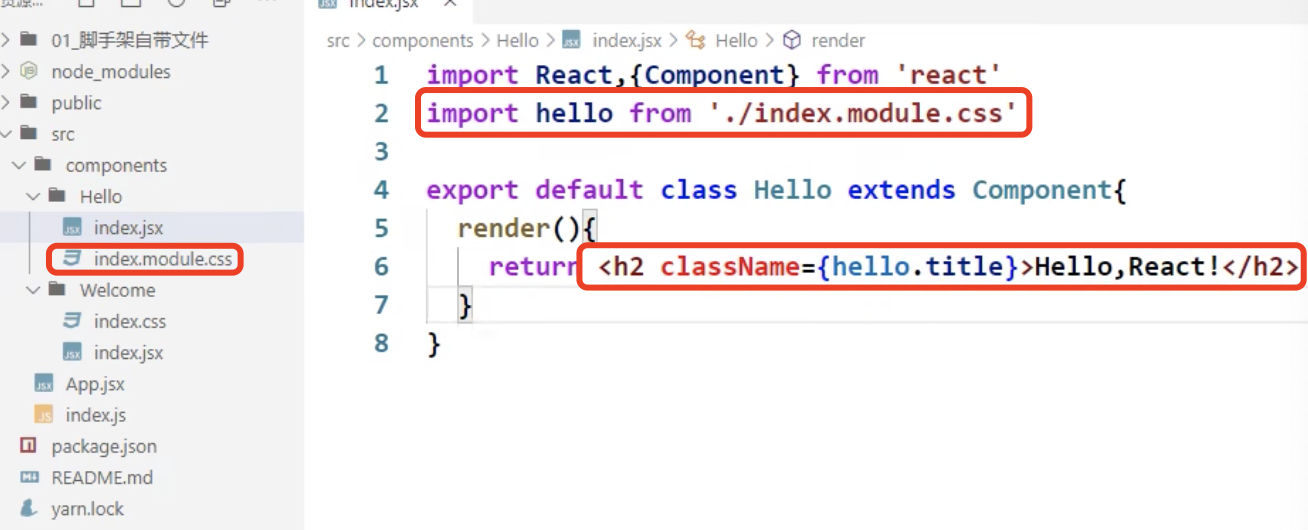 资源...
index.jsx
01_脚手架自带文件
node_modules
public
src
components
Hello
index.jsx
index.module.css
Welcome
index.css
index.jsx
App.jsx
index.js
package.json
README.md
yarn.lock
src > components > Hello > index.jsx > Hello > render
1 import React,{Component} from 'react'
2 import hello from './index.module.css'
3
4 export default class Hello extends Component{
5 render(){
6 return <h2 className={hello.title}>Hello,React!</h2>
7 }
8 }